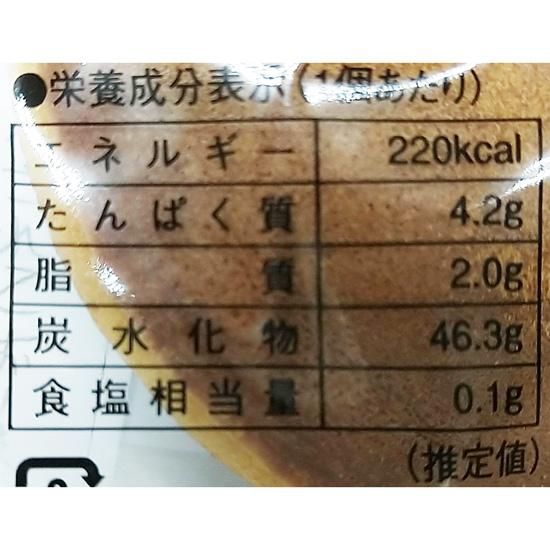 ●栄養成分表示(1個あたり)
エネルギー 220kcal
たんぱく質 4.2g
脂質 2.0g
炭水化物 46.3g
食塩相当量 0.1g
(推定値)